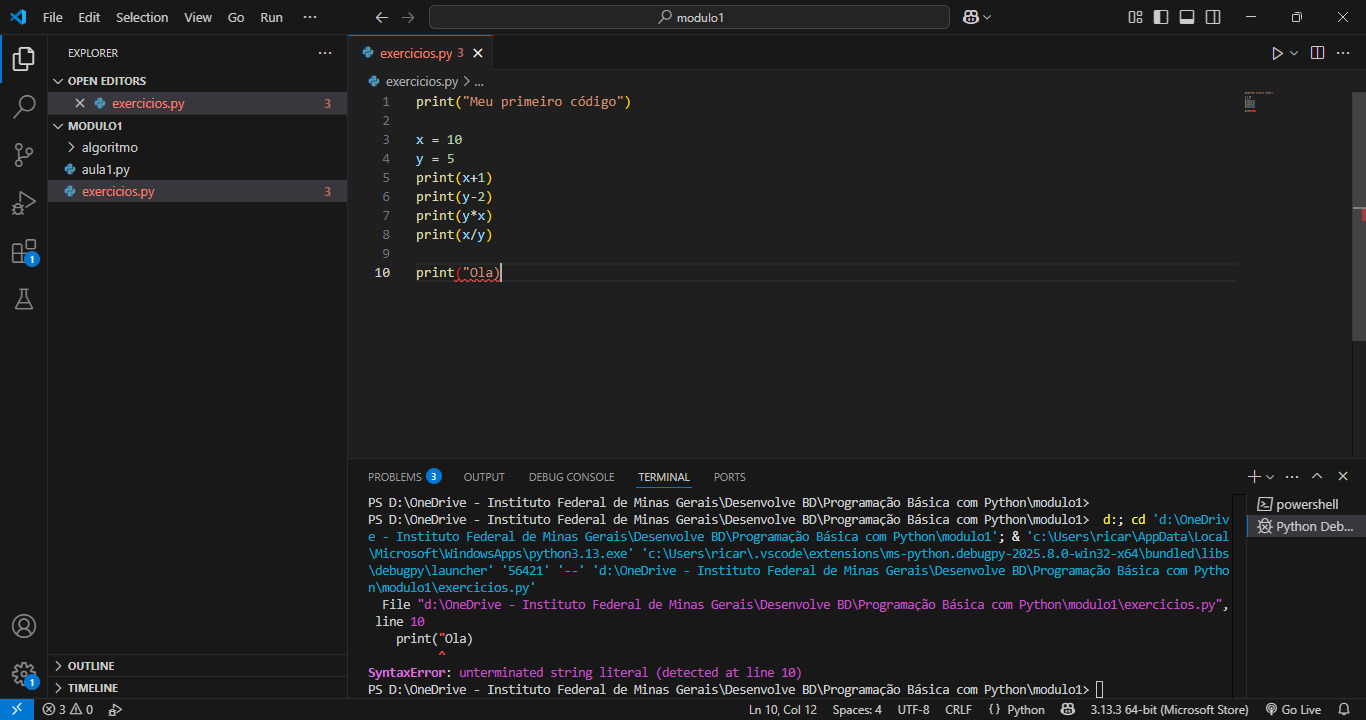 File Edit Selection View Go Run ···
modulo1
EXPLORER ···
OPEN EDITORS
exercicios.py 3
MODULO1
algoritmo
aula1.py
exercicios.py 3
OUTLINE
TIMELINE
exercicios.py 3
exercicios.py > ...
1 print("Meu primeiro código")
2
3 x = 10
4 y = 5
5 print(x+1)
6 print(y-2)
7 print(y*x)
8 print(x/y)
9
10 print("Ola)
PROBLEMS 3 OUTPUT DEBUG CONSOLE TERMINAL PORTS
PS D:\OneDrive - Instituto Federal de Minas Gerais\Desenvolve BD\Programação Básica com Python\modulo1>
PS D:\OneDrive - Instituto Federal de Minas Gerais\Desenvolve BD\Programação Básica com Python\modulo1> d:; cd 'd:\OneDriv
e - Instituto Federal de Minas Gerais\Desenvolve BD\Programação Básica com Python\modulo1'; & 'c:\Users\ricar\AppData\Local
\Microsoft\WindowsApps\python3.13.exe' 'c:\Users\ricar\.vscode\extensions\ms-python.debugpy-2025.8.0-win32-x64\bundled\libs
\debugpy\launcher' '56421' '--' 'd:\OneDrive - Instituto Federal de Minas Gerais\Desenvolve BD\Programação Básica com Pytho
n\modulo1\exercicios.py'
File "d:\OneDrive - Instituto Federal de Minas Gerais\Desenvolve BD\Programação Básica com Python\modulo1\exercicios.py",
line 10
print("Ola)
^
SyntaxError: unterminated string literal (detected at line 10)
PS D:\OneDrive - Instituto Federal de Minas Gerais\Desenvolve BD\Programação Básica com Python\modulo1>
powershell
Python Deb...
1
1
3 0 Ln 10, Col 12 Spaces: 4 UTF-8 CRLF {} Python 3.13.3 64-bit (Microsoft Store) Go Live